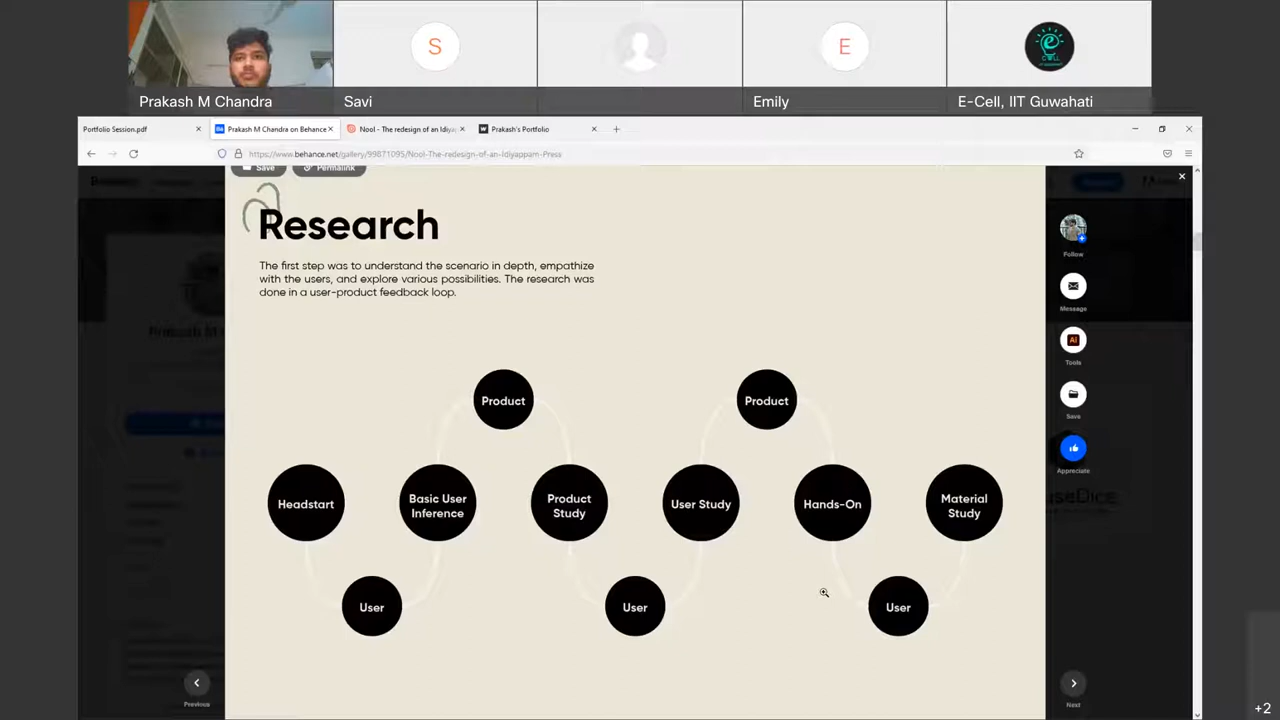 S
E
e
CELL
Prakash M Chandra
Savi
Emily
E-Cell, IIT Guwahati
Portfolio Session.pdf
Bē
Prakash M Chandra on Behance
Nool - The redesign of an Idiya
W
Prakash's Portfolio
https://www.behance.net/gallery/99871095/Nool-The-redesign-of-an-Idiyappam-Press
Save
Permalink
Research
The first step was to understand the scenario in depth, empathize
with the users, and explore various possibilities. The research was
done in a user-product feedback loop.
Product
Product
Headstart
Basic User
Inference
Product
Study
User Study
Hands-On
Material
Study
User
User
User
Follow
Message
Ai
Tools
Save
Appreciate
Previous
Next
+2